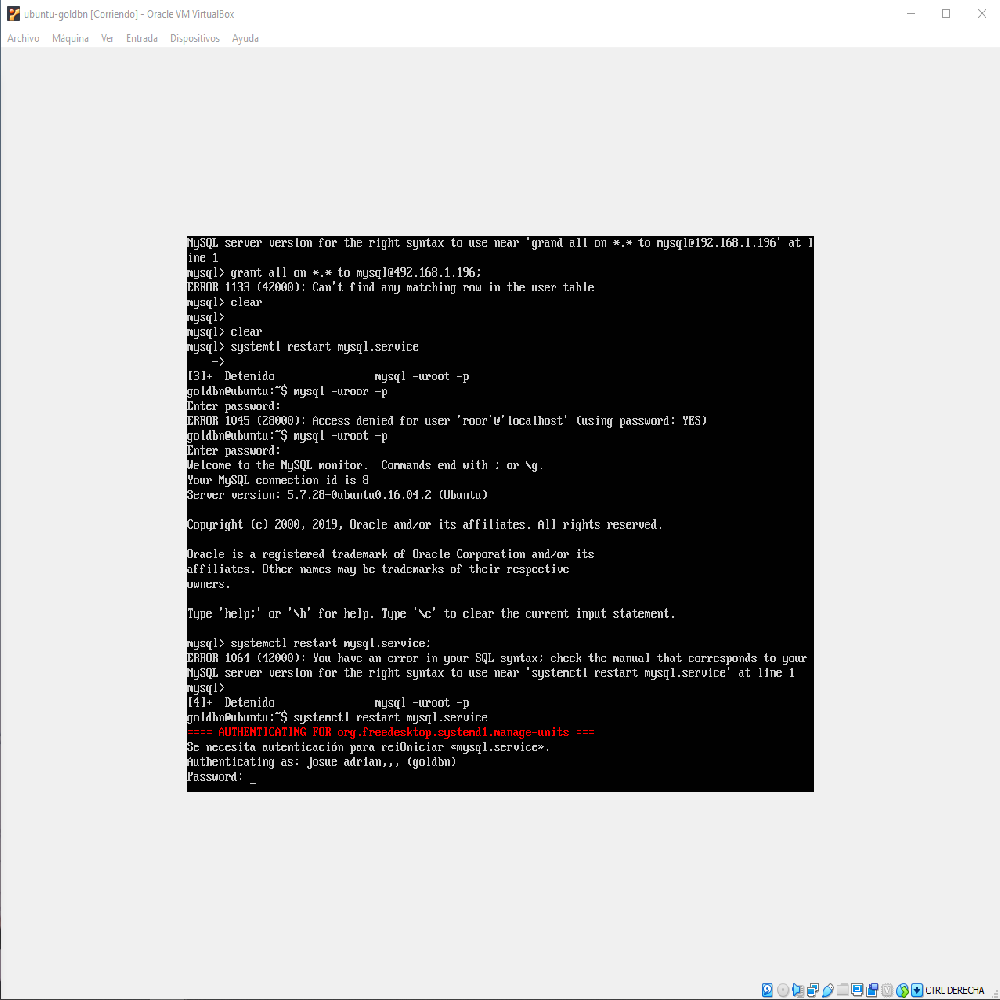 ubuntu-goldbn [Corriendo] - Oracle VM VirtualBox
Archivo Máquina Ver Entrada Dispositivos Ayuda
MySQL server version for the right syntax to use near 'grand all on *.* to mysql@192.168.1.196' at l
ine 1
mysql> grant all on *.* to mysql@492.168.1.196;
ERROR 1133 (42000): Can't find any matching row in the user table
mysql> clear
mysql>
mysql> clear
mysql> systemtl restart mysql.service
->
[3]+ Detenido mysql -uroot -p
goldbn@ubuntu:~$ mysql -uroor -p
Enter password:
ERROR 1045 (28000): Access denied for user 'roor'@'localhost' (using password: YES)
goldbn@ubuntu:~$ mysql -uroot -p
Enter password:
Welcome to the MySQL monitor. Commands end with ; or \g.
Your MySQL connection id is 8
Server version: 5.7.28-0ubuntu0.16.04.2 (Ubuntu)
Copyright (c) 2000, 2019, Oracle and/or its affiliates. All rights reserved.
Oracle is a registered trademark of Oracle Corporation and/or its
affiliates. Other names may be trademarks of their respective
owners.
Type 'help;' or '\h' for help. Type '\c' to clear the current input statement.
mysql> systemctl restart mysql.service;
ERROR 1064 (42000): You have an error in your SQL syntax; check the manual that corresponds to your
MySQL server version for the right syntax to use near 'systemctl restart mysql.service' at line 1
mysql>
[4]+ Detenido mysql -uroot -p
goldbn@ubuntu:~$ systemctl restart mysql.service
==== AUTHENTICATING FOR org.freedesktop.systemd1.manage-units ===
Se necesita autenticación para rei0niciar «mysql.service».
Authenticating as: josue adrian,,, (goldbn)
Password: _
CTRL DERECHA